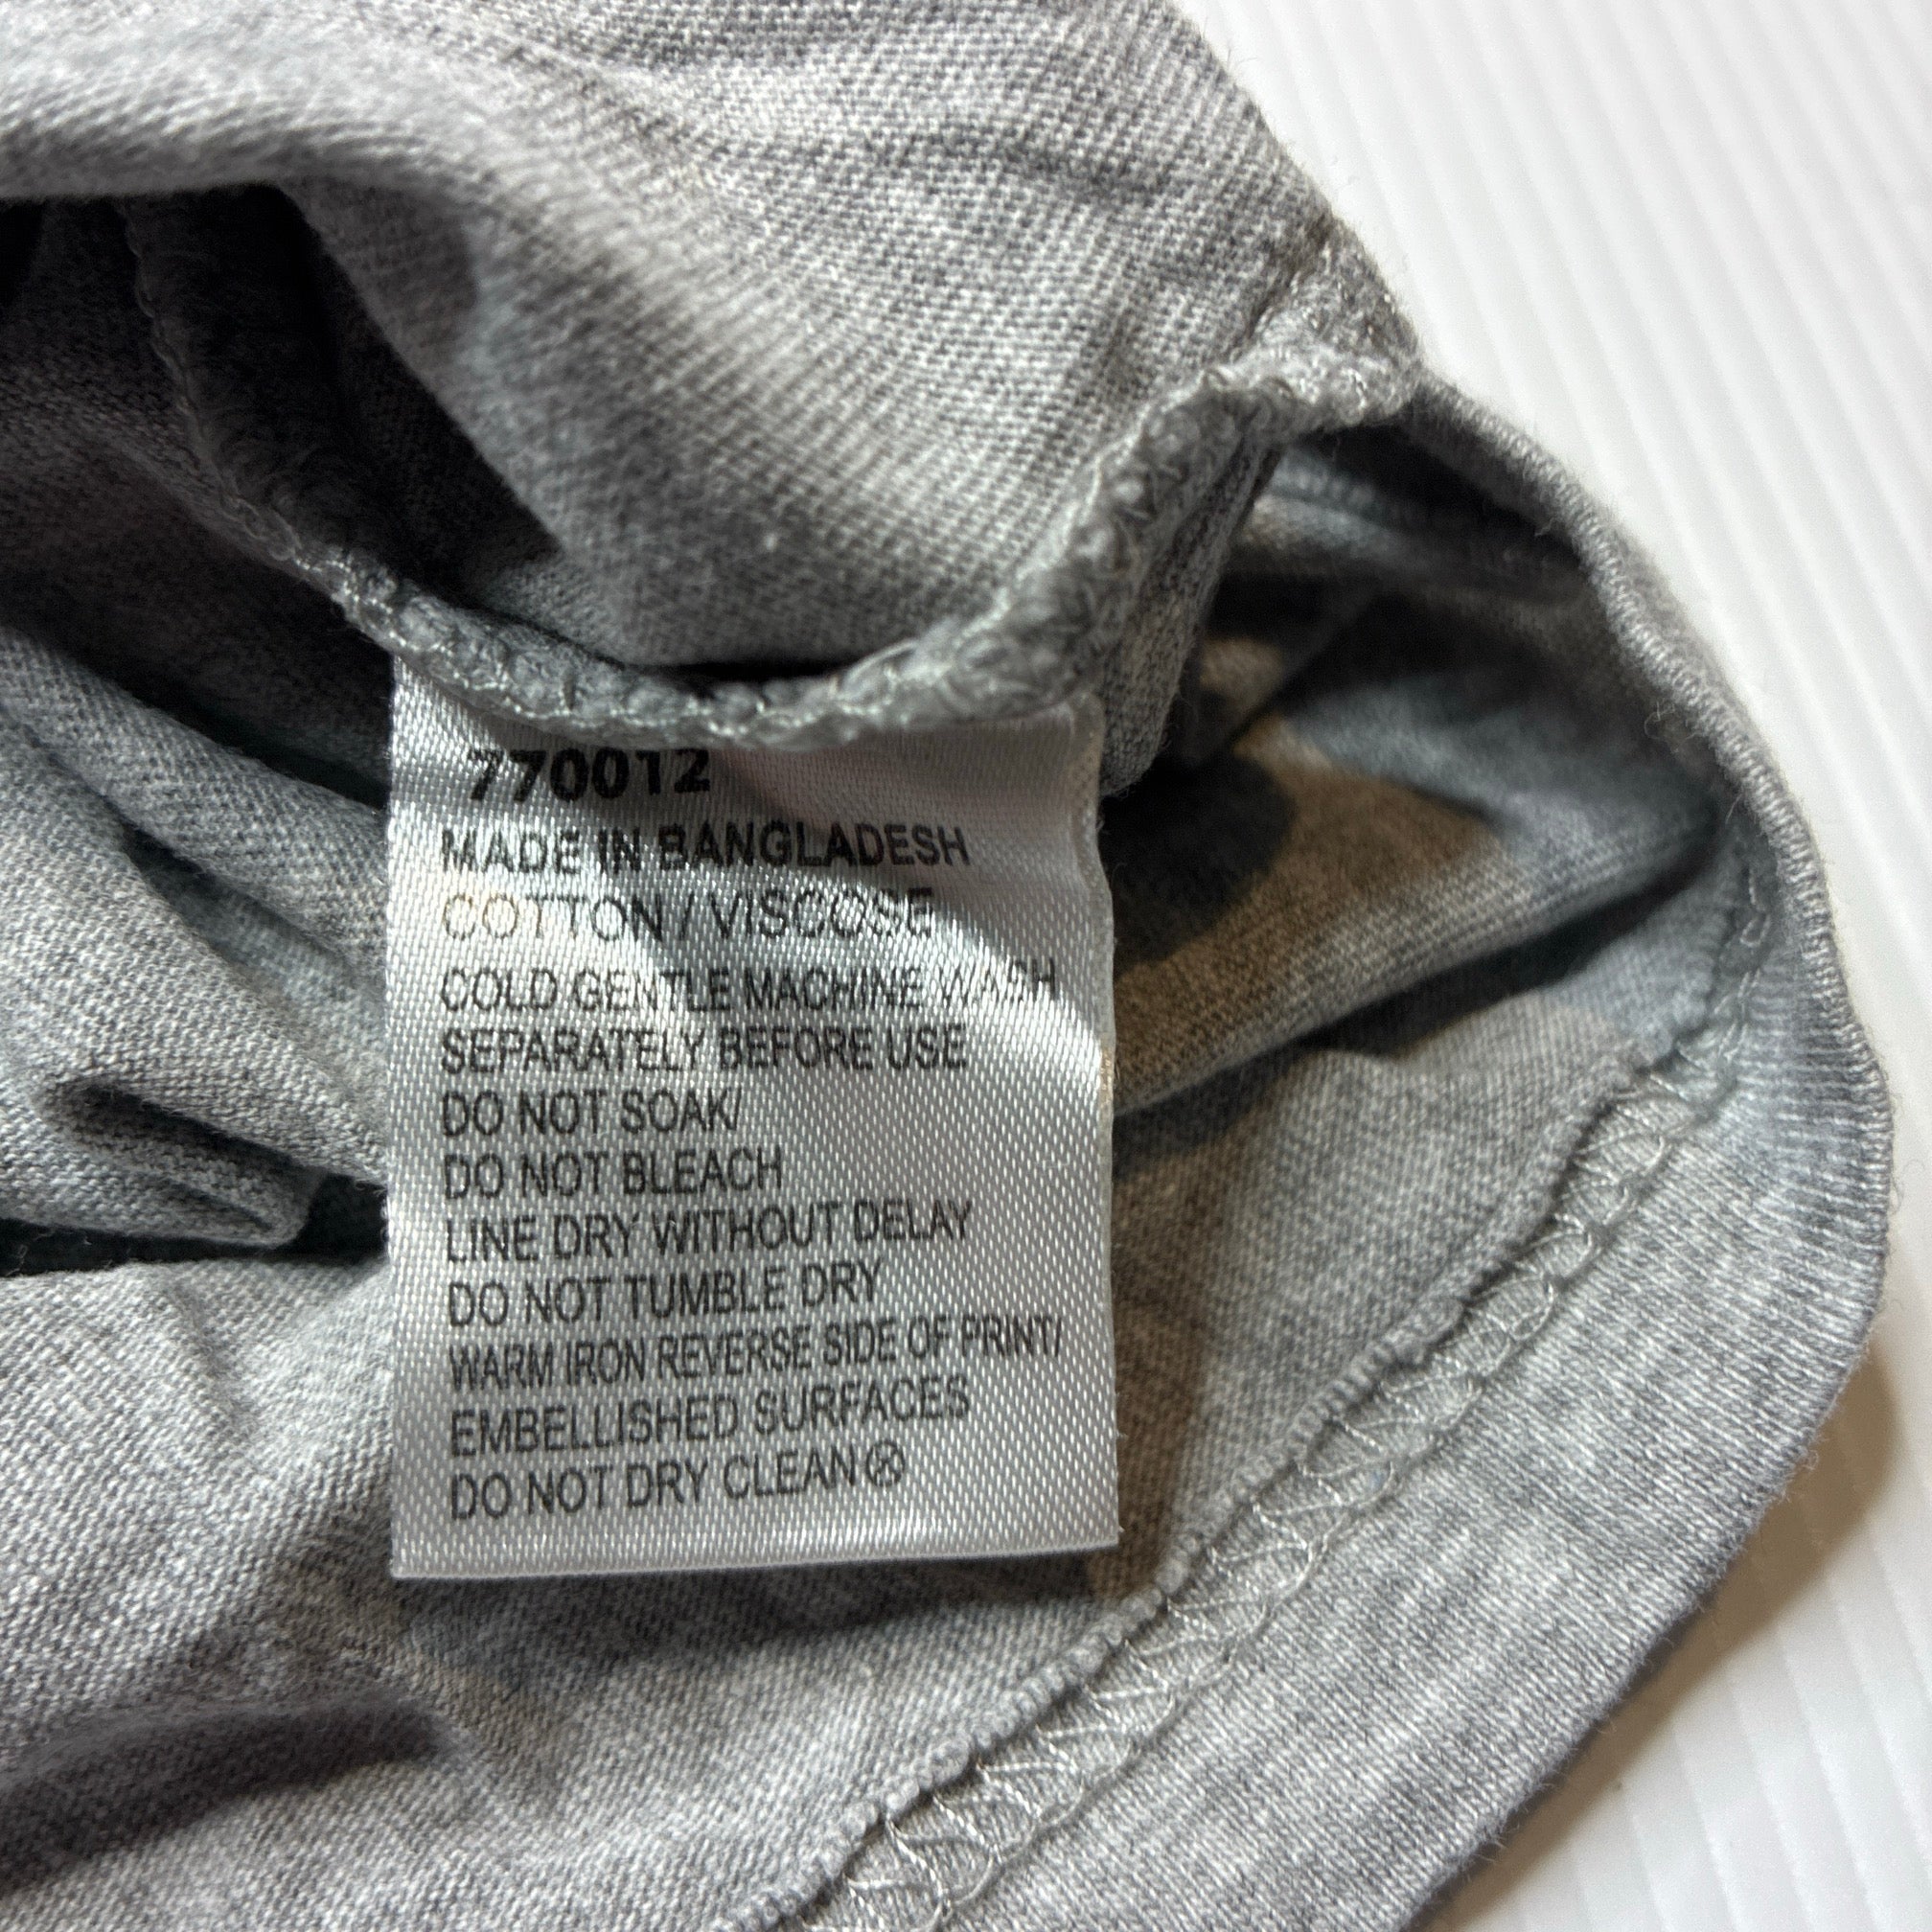 770012
MADE IN BANGLADESH
COTTON / VISCOSE
COLD GENTLE MACHINE WASH
SEPARATELY BEFORE USE
DO NOT SOAK/
DO NOT BLEACH
LINE DRY WITHOUT DELAY
DO NOT TUMBLE DRY
WARM IRON REVERSE SIDE OF PRINT/
EMBELLISHED SURFACES
DO NOT DRY CLEAN